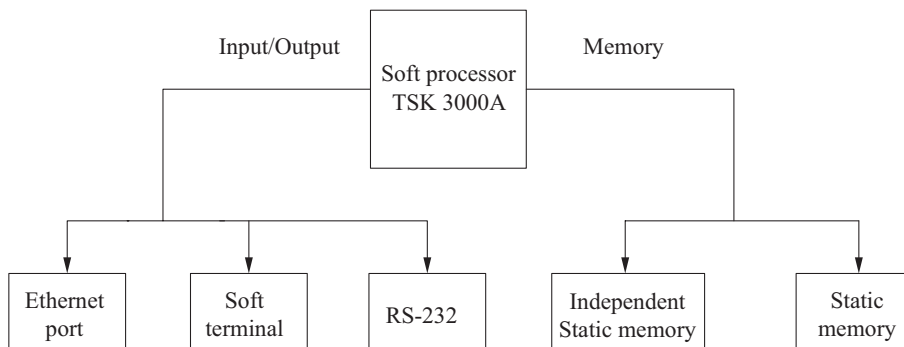 Input/Output
Memory
Soft processor
TSK 3000A
Ethernet
port
Soft
terminal
RS-232
Independent
Static memory
Static
memory